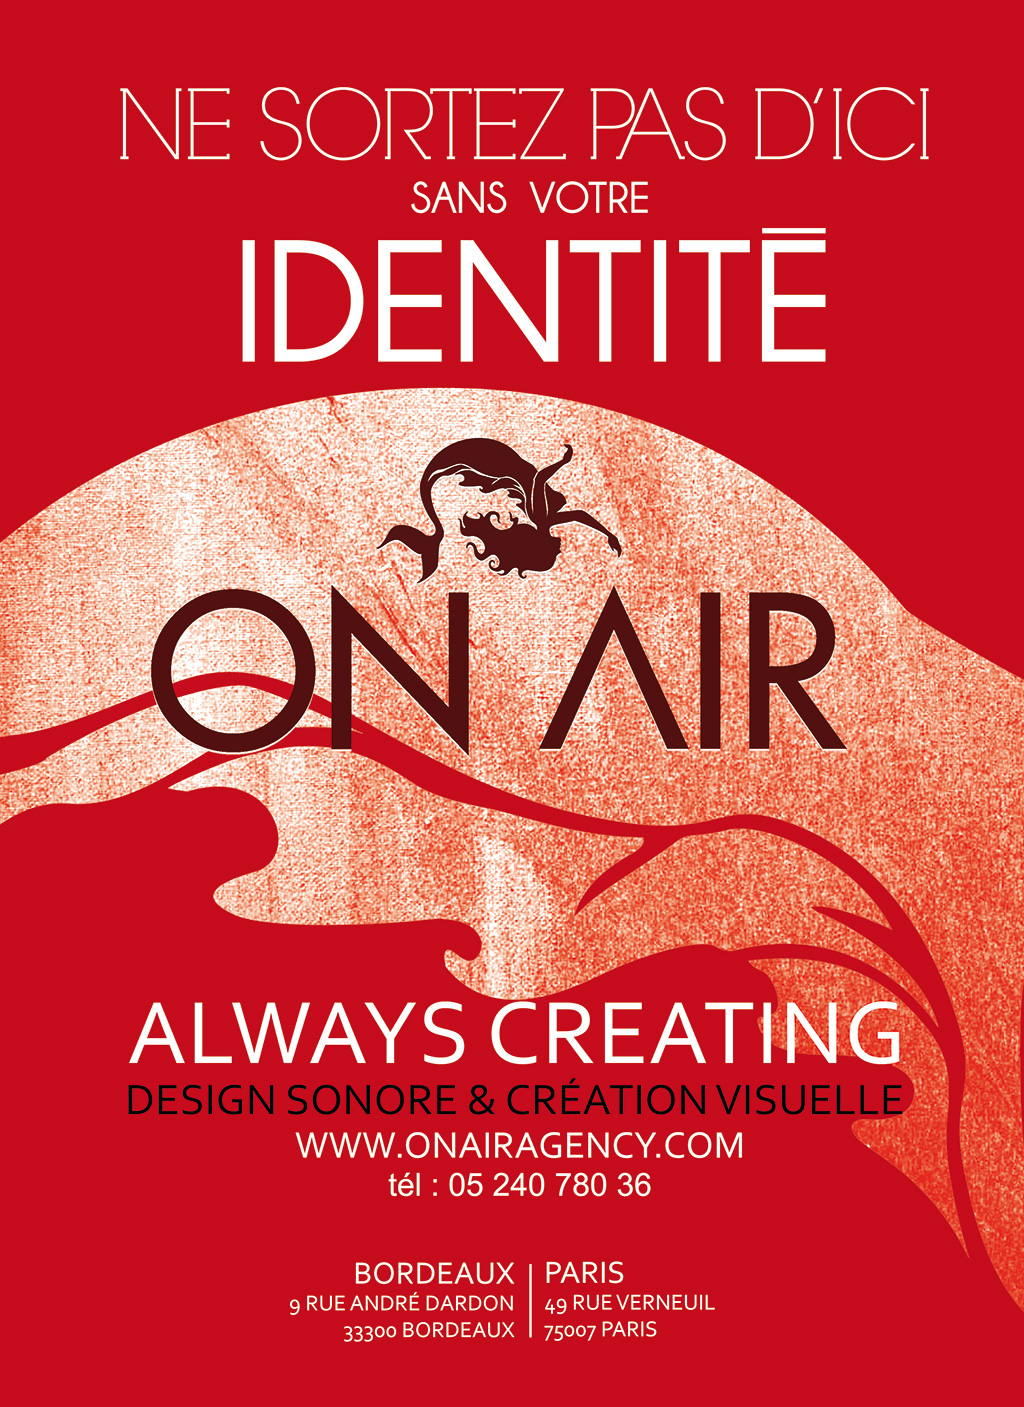 NE SORTEZ PAS D'ICI
SANS VOTRE
IDENTITĒ
ON AIR
ALWAYS CREATING
DESIGN SONORE & CRÉATION VISUELLE
WWW.ONAIRAGENCY.COM
tél : 05 240 780 36
BORDEAUX
9 RUE ANDRÉ DARDON
33300 BORDEAUX
PARIS
49 RUE VERNEUIL
75007 PARIS